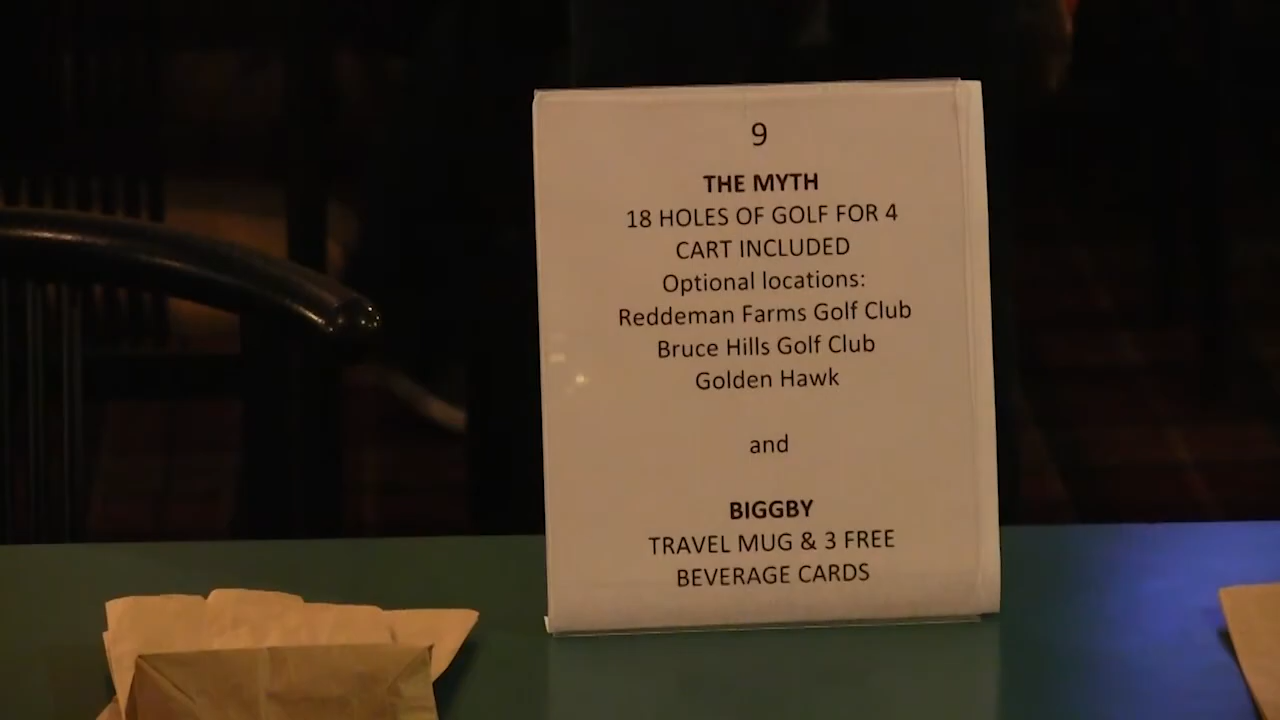 9
THE MYTH
18 HOLES OF GOLF FOR 4
CART INCLUDED
Optional locations:
Reddeman Farms Golf Club
Bruce Hills Golf Club
Golden Hawk
and
BIGGBY
TRAVEL MUG & 3 FREE
BEVERAGE CARDS